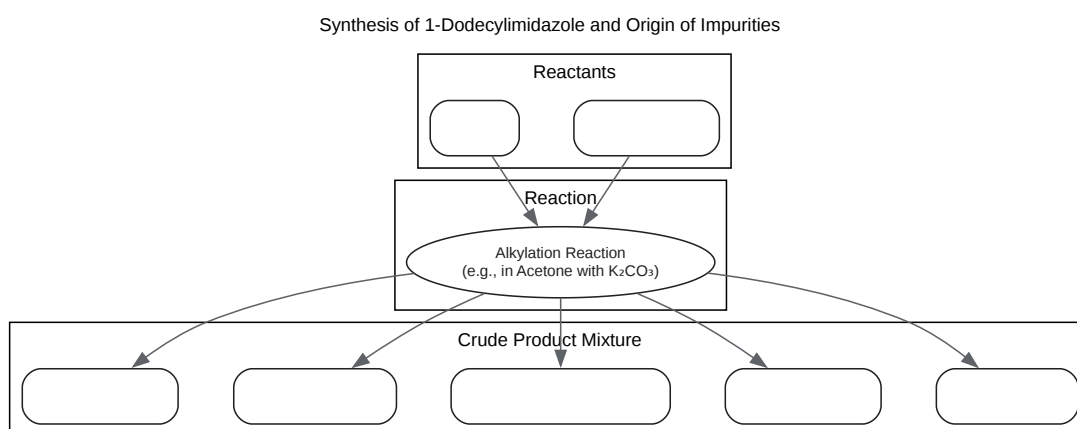 Synthesis of 1-Dodecylimidazole and Origin of Impurities
Reactants
Reaction
Alkylation Reaction
(e.g., in Acetone with K₂CO₃)
Crude Product Mixture